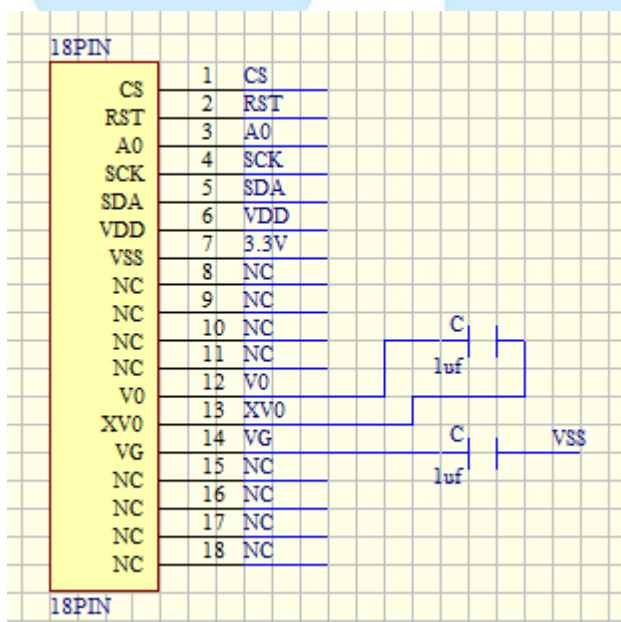 18PIN
CS 1 CS
RST 2 RST
A0 3 A0
SCK 4 SCK
SDA 5 SDA
VDD 6 VDD
VSS 7 3.3V
NC 8 NC
NC 9 NC
NC 10 NC
NC 11 NC
V0 12 V0
XV0 13 XV0
VG 14 VG
NC 15 NC
NC 16 NC
NC 17 NC
NC 18 NC
C
1uf
C VSS
1uf
18PIN